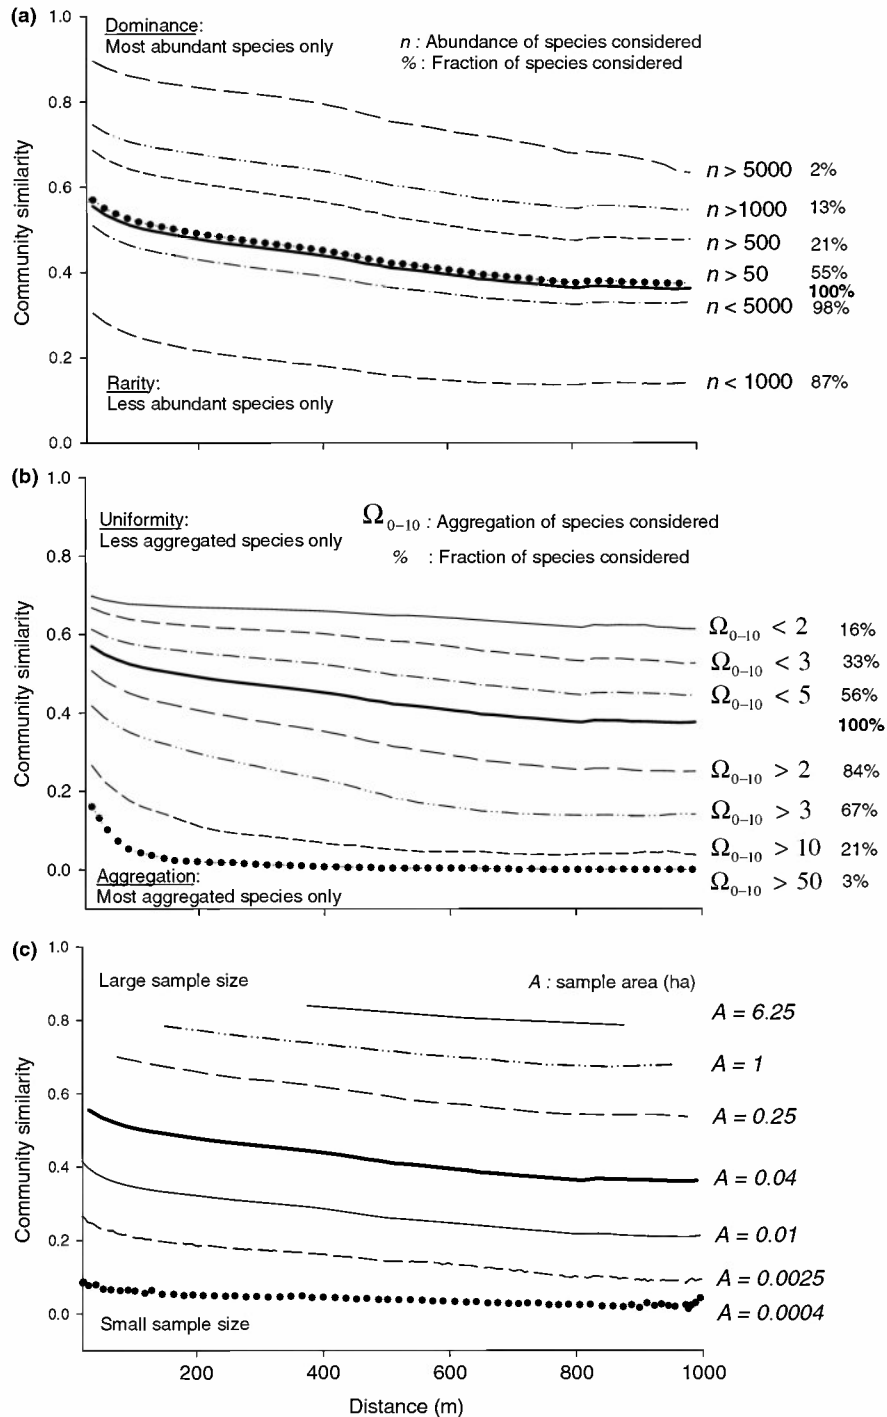 (a)
1.0
0.8
0.6
0.4
0.2
0.0
Community similarity
Dominance:
Most abundant species only
n : Abundance of species considered
% : Fraction of species considered
n > 5000 2%
n >1000 13%
n > 500 21%
n > 50 55%
100%
n < 5000 98%
n < 1000 87%
Rarity:
Less abundant species only
(b)
1.0
0.8
0.6
0.4
0.2
0.0
Community similarity
Uniformity:
Less aggregated species only
Ω0–10 : Aggregation of species considered
% : Fraction of species considered
Ω0–10 < 2 16%
Ω0–10 < 3 33%
Ω0–10 < 5 56%
100%
Ω0–10 > 2 84%
Ω0–10 > 3 67%
Ω0–10 > 10 21%
Ω0–10 > 50 3%
Aggregation:
Most aggregated species only
(c)
1.0
0.8
0.6
0.4
0.2
0.0
Community similarity
Large sample size
A : sample area (ha)
A = 6.25
A = 1
A = 0.25
A = 0.04
A = 0.01
A = 0.0025
A = 0.0004
Small sample size
200 400 600 800 1000
Distance (m)